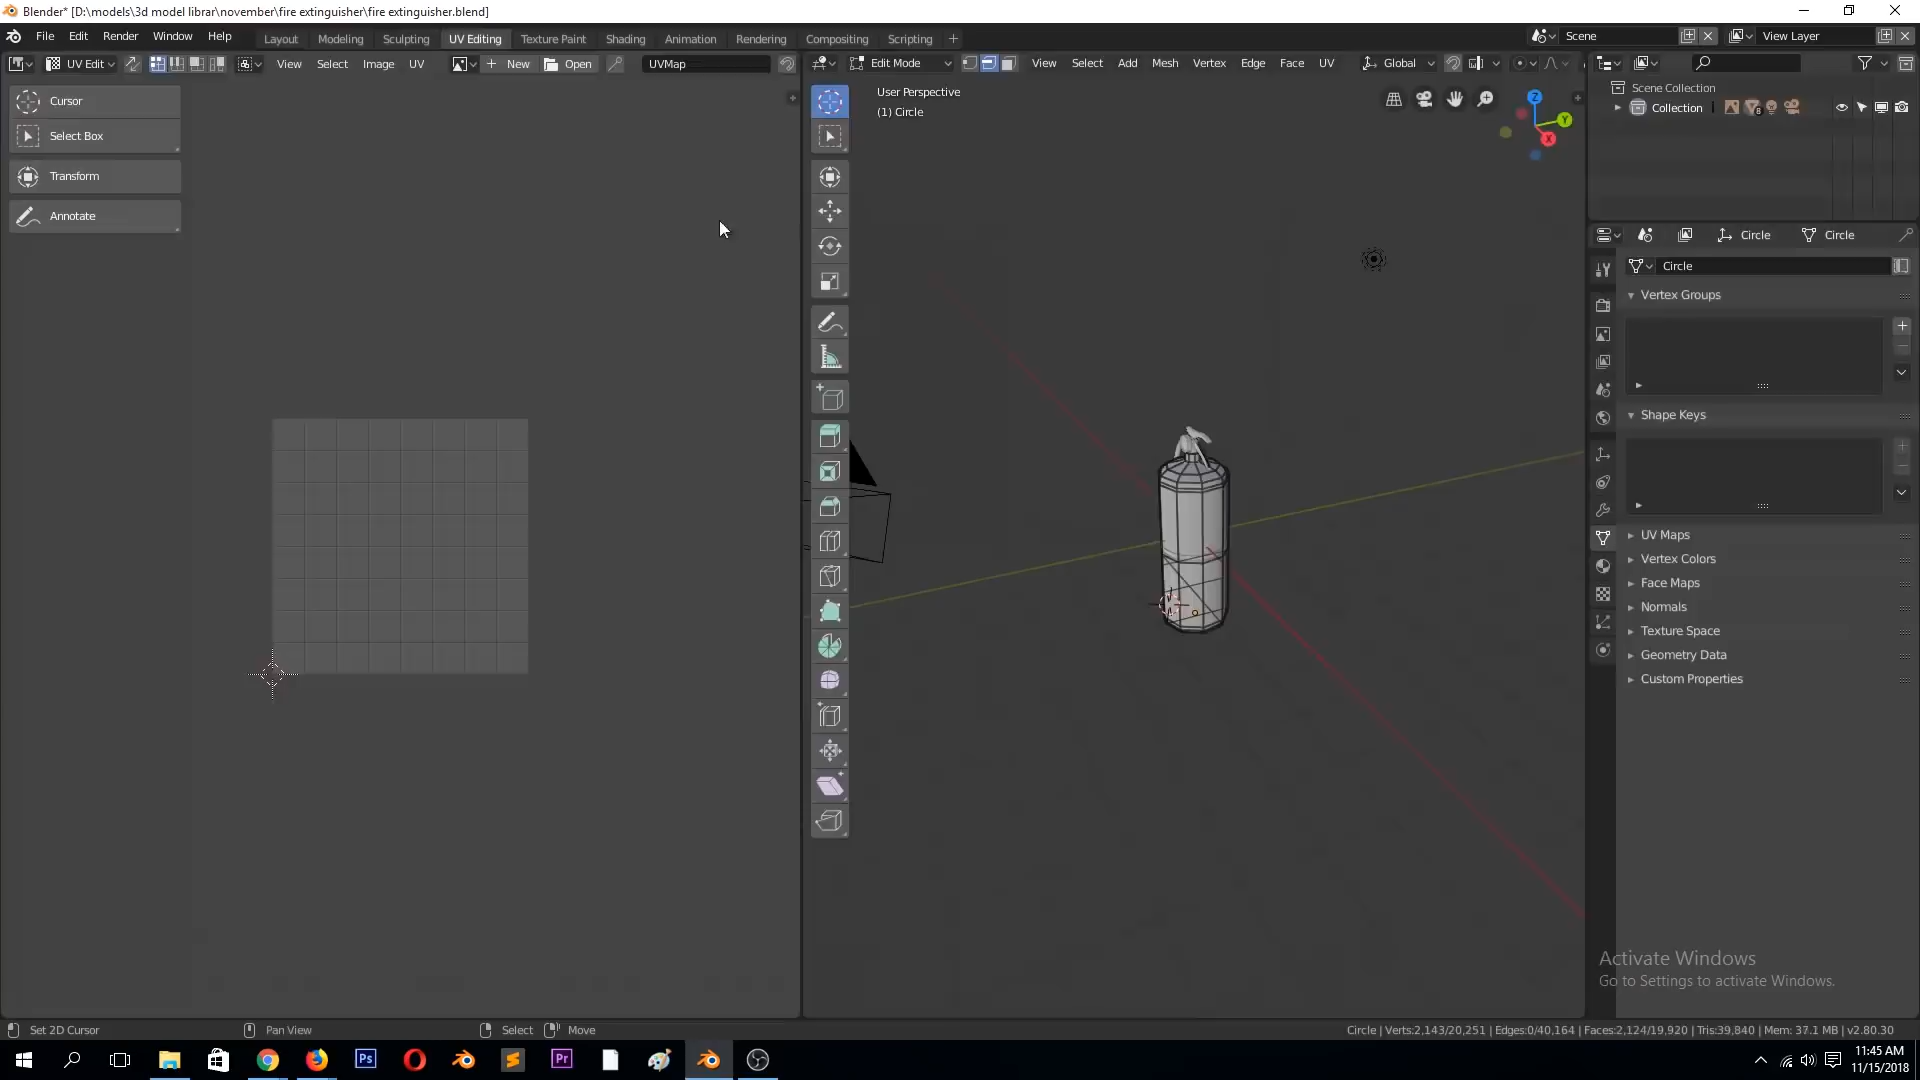 Blender* [D:\models\3d model librar\november\fire extinguisher\fire extinguisher.blend]
File Edit Render Window Help Layout Modeling Sculpting UV Editing Texture Paint Shading Animation Rendering Compositing Scripting + Scene View Layer
UV Edit View Select Image UV New Open UVMap Edit Mode View Select Add Mesh Vertex Edge Face UV Global
Cursor
Select Box
Transform
Annotate
User Perspective
(1) Circle
Z
Y
X
Scene Collection
Collection
8
Circle Circle
Circle
Vertex Groups
Shape Keys
UV Maps
Vertex Colors
Face Maps
Normals
Texture Space
Geometry Data
Custom Properties
Activate Windows
Go to Settings to activate Windows.
Set 2D Cursor Pan View Select Move Circle | Verts:2,143/20,251 | Edges:0/40,164 | Faces:2,124/19,920 | Tris:39,840 | Mem: 37.1 MB | v2.80.30
Ps Pr
11:45 AM
11/15/2018